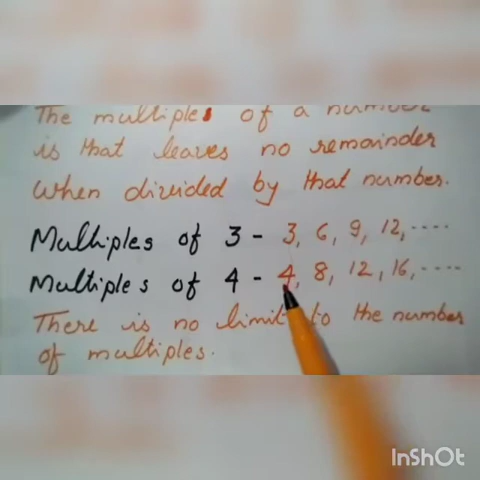 The multiples of a number
is that leaves no remainder
when divided by that number.
Multiples of 3 - 3, 6, 9, 12, ....
Multiples of 4 - 4, 8, 12, 16, ....
There is no limit to the number
of multiples.
InShOt